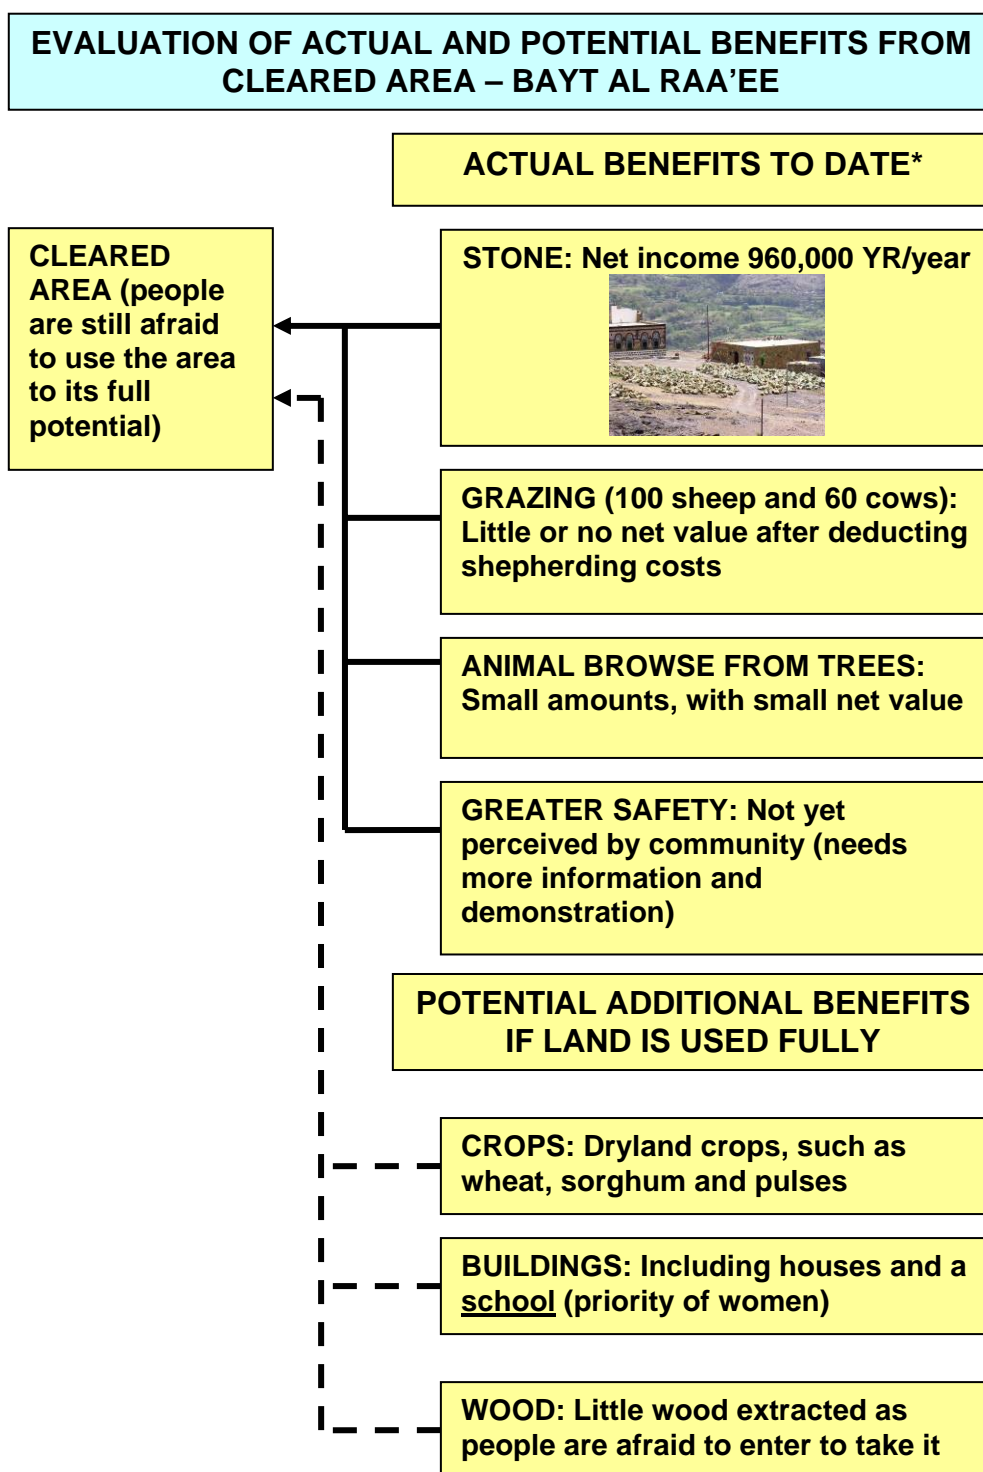 EVALUATION OF ACTUAL AND POTENTIAL BENEFITS FROM
CLEARED AREA – BAYT AL RAA’EE
ACTUAL BENEFITS TO DATE*
CLEARED
AREA (people
are still afraid
to use the area
to its full
potential)
STONE: Net income 960,000 YR/year
GRAZING (100 sheep and 60 cows):
Little or no net value after deducting
shepherding costs
ANIMAL BROWSE FROM TREES:
Small amounts, with small net value
GREATER SAFETY: Not yet
perceived by community (needs
more information and
demonstration)
POTENTIAL ADDITIONAL BENEFITS
IF LAND IS USED FULLY
CROPS: Dryland crops, such as
wheat, sorghum and pulses
BUILDINGS: Including houses and a
school (priority of women)
WOOD: Little wood extracted as
people are afraid to enter to take it